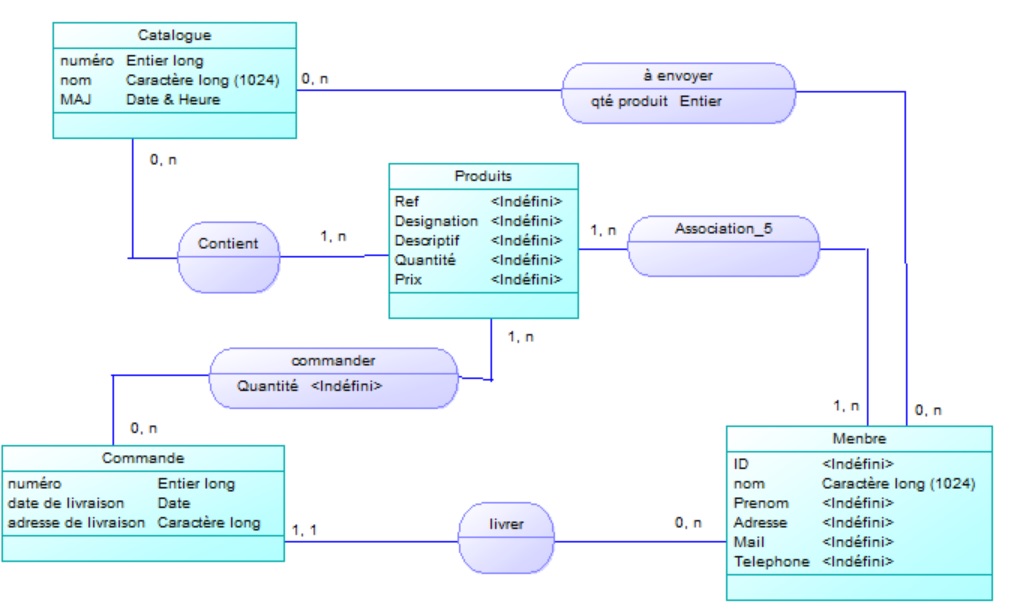 Catalogue
numéro Entier long
nom Caractère long (1024)
MAJ Date & Heure
0, n
à envoyer
qté produit Entier
0, n
Contient
1, n
Produits
Ref <Indéfini>
Designation <Indéfini>
Descriptif <Indéfini>
Quantité <Indéfini>
Prix <Indéfini>
1, n
Association_5
1, n
commander
Quantité <Indéfini>
0, n
1, n
0, n
Commande
numéro Entier long
date de livraison Date
adresse de livraison Caractère long
1, 1
livrer
0, n
Menbre
ID <Indéfini>
nom Caractère long (1024)
Prenom <Indéfini>
Adresse <Indéfini>
Mail <Indéfini>
Telephone <Indéfini>